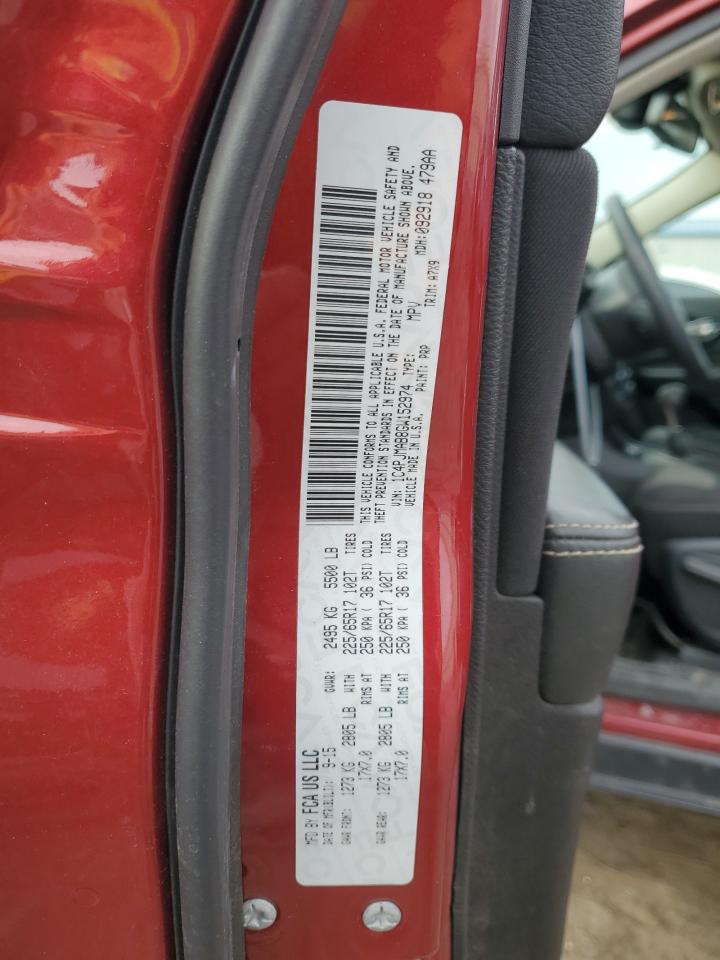 MFD BY FCA US LLC
DATE OF MFR: 9-15 GVWR: 2495 KG 5500 LB
GAWR FRONT: 1273 KG 2805 LB WITH 225/65R17 102T TIRES
17X7.0 RIMS AT 250 KPA ( 36 PSI) COLD
GAWR REAR: 1273 KG 2805 LB WITH 225/65R17 102T TIRES
17X7.0 RIMS AT 250 KPA ( 36 PSI) COLD
THIS VEHICLE CONFORMS TO ALL APPLICABLE U.S.A. FEDERAL MOTOR VEHICLE SAFETY AND
THEFT PREVENTION STANDARDS IN EFFECT ON THE DATE OF MANUFACTURE SHOWN ABOVE.
VIN: 1C4PJMAB8GW152974 TYPE: MPV MDH:092918 479AA
VEHICLE MADE IN U.S.A. PAINT: PRP TRIM: A7X9